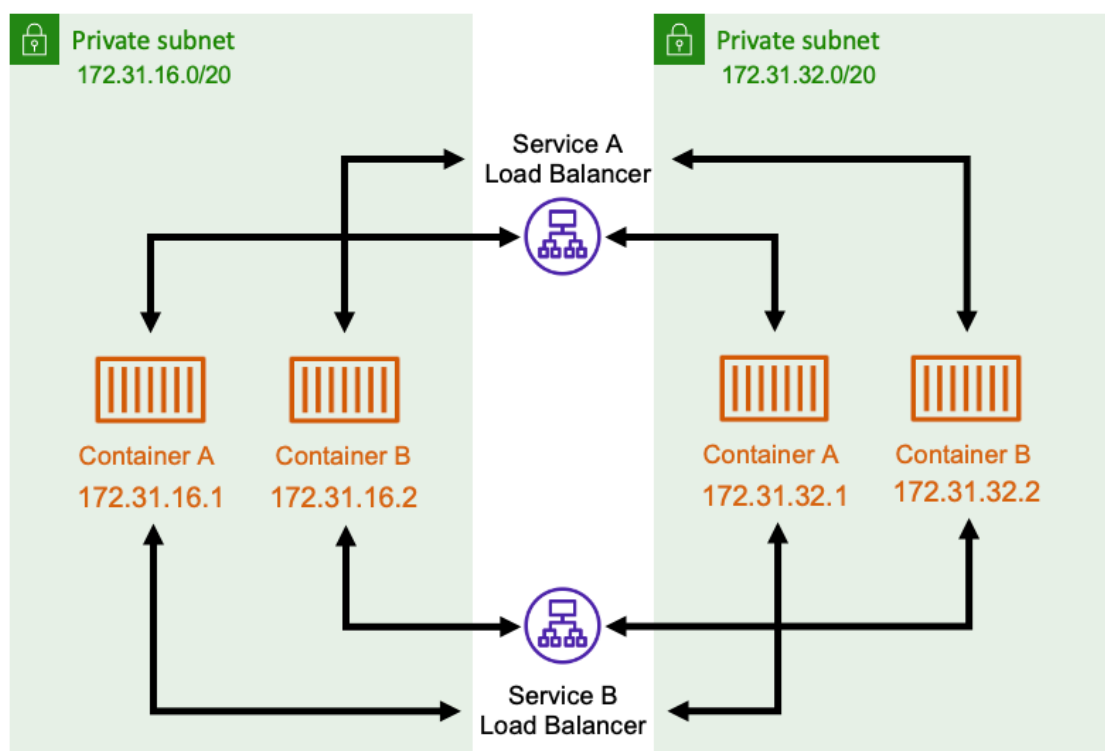 Private subnet
172.31.16.0/20
Private subnet
172.31.32.0/20
Service A
Load Balancer
Container A
172.31.16.1
Container B
172.31.16.2
Container A
172.31.32.1
Container B
172.31.32.2
Service B
Load Balancer